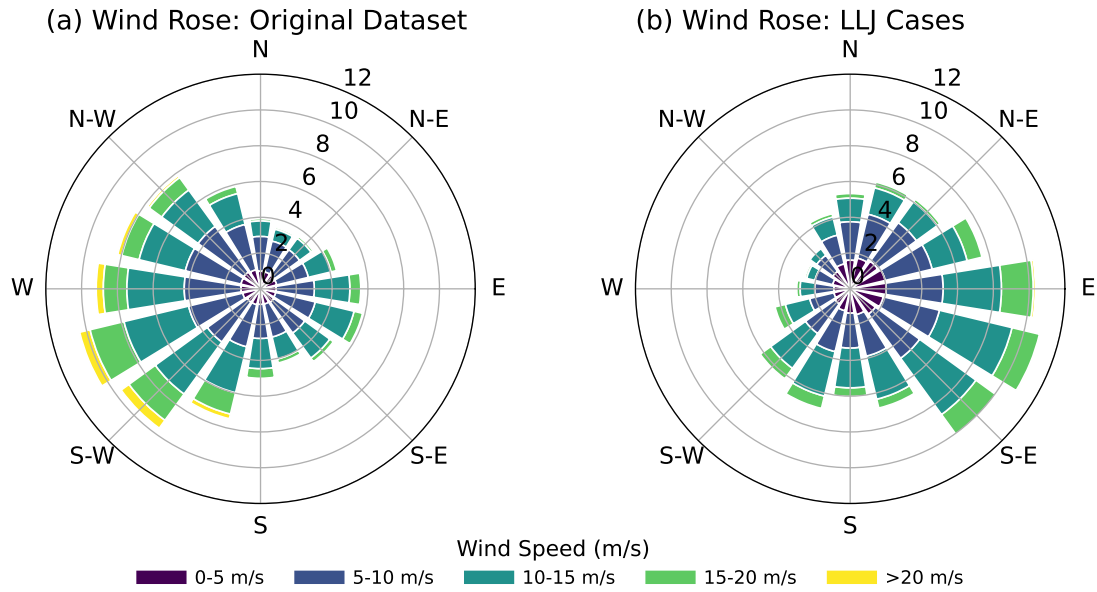 (a) Wind Rose: Original Dataset
N
N-W
N-E
W
E
S-W
S-E
S
12
10
8
6
4
2
0
(b) Wind Rose: LLJ Cases
N
N-W
N-E
W
E
S-W
S-E
S
12
10
8
6
4
2
0
Wind Speed (m/s)
0-5 m/s 5-10 m/s 10-15 m/s 15-20 m/s >20 m/s